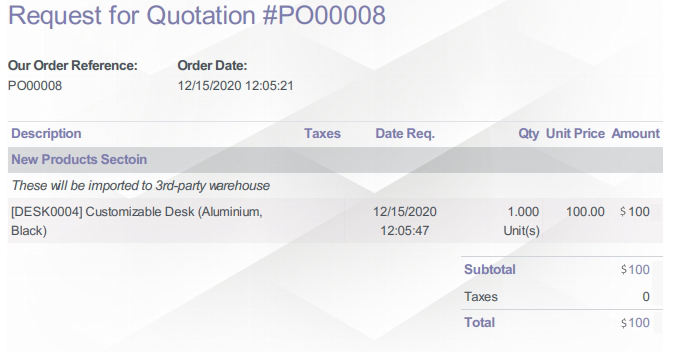 Request for Quotation #PO00008
Our Order Reference: Order Date:
PO00008 12/15/2020 12:05:21
Description Taxes Date Req. Qty Unit Price Amount
New Products Sectoin
These will be imported to 3rd-party warehouse
[DESK0004] Customizable Desk (Aluminium, 12/15/2020 1.000 100.00 $ 100
Black) 12:05:47 Unit(s)
Subtotal $100
Taxes 0
Total $100